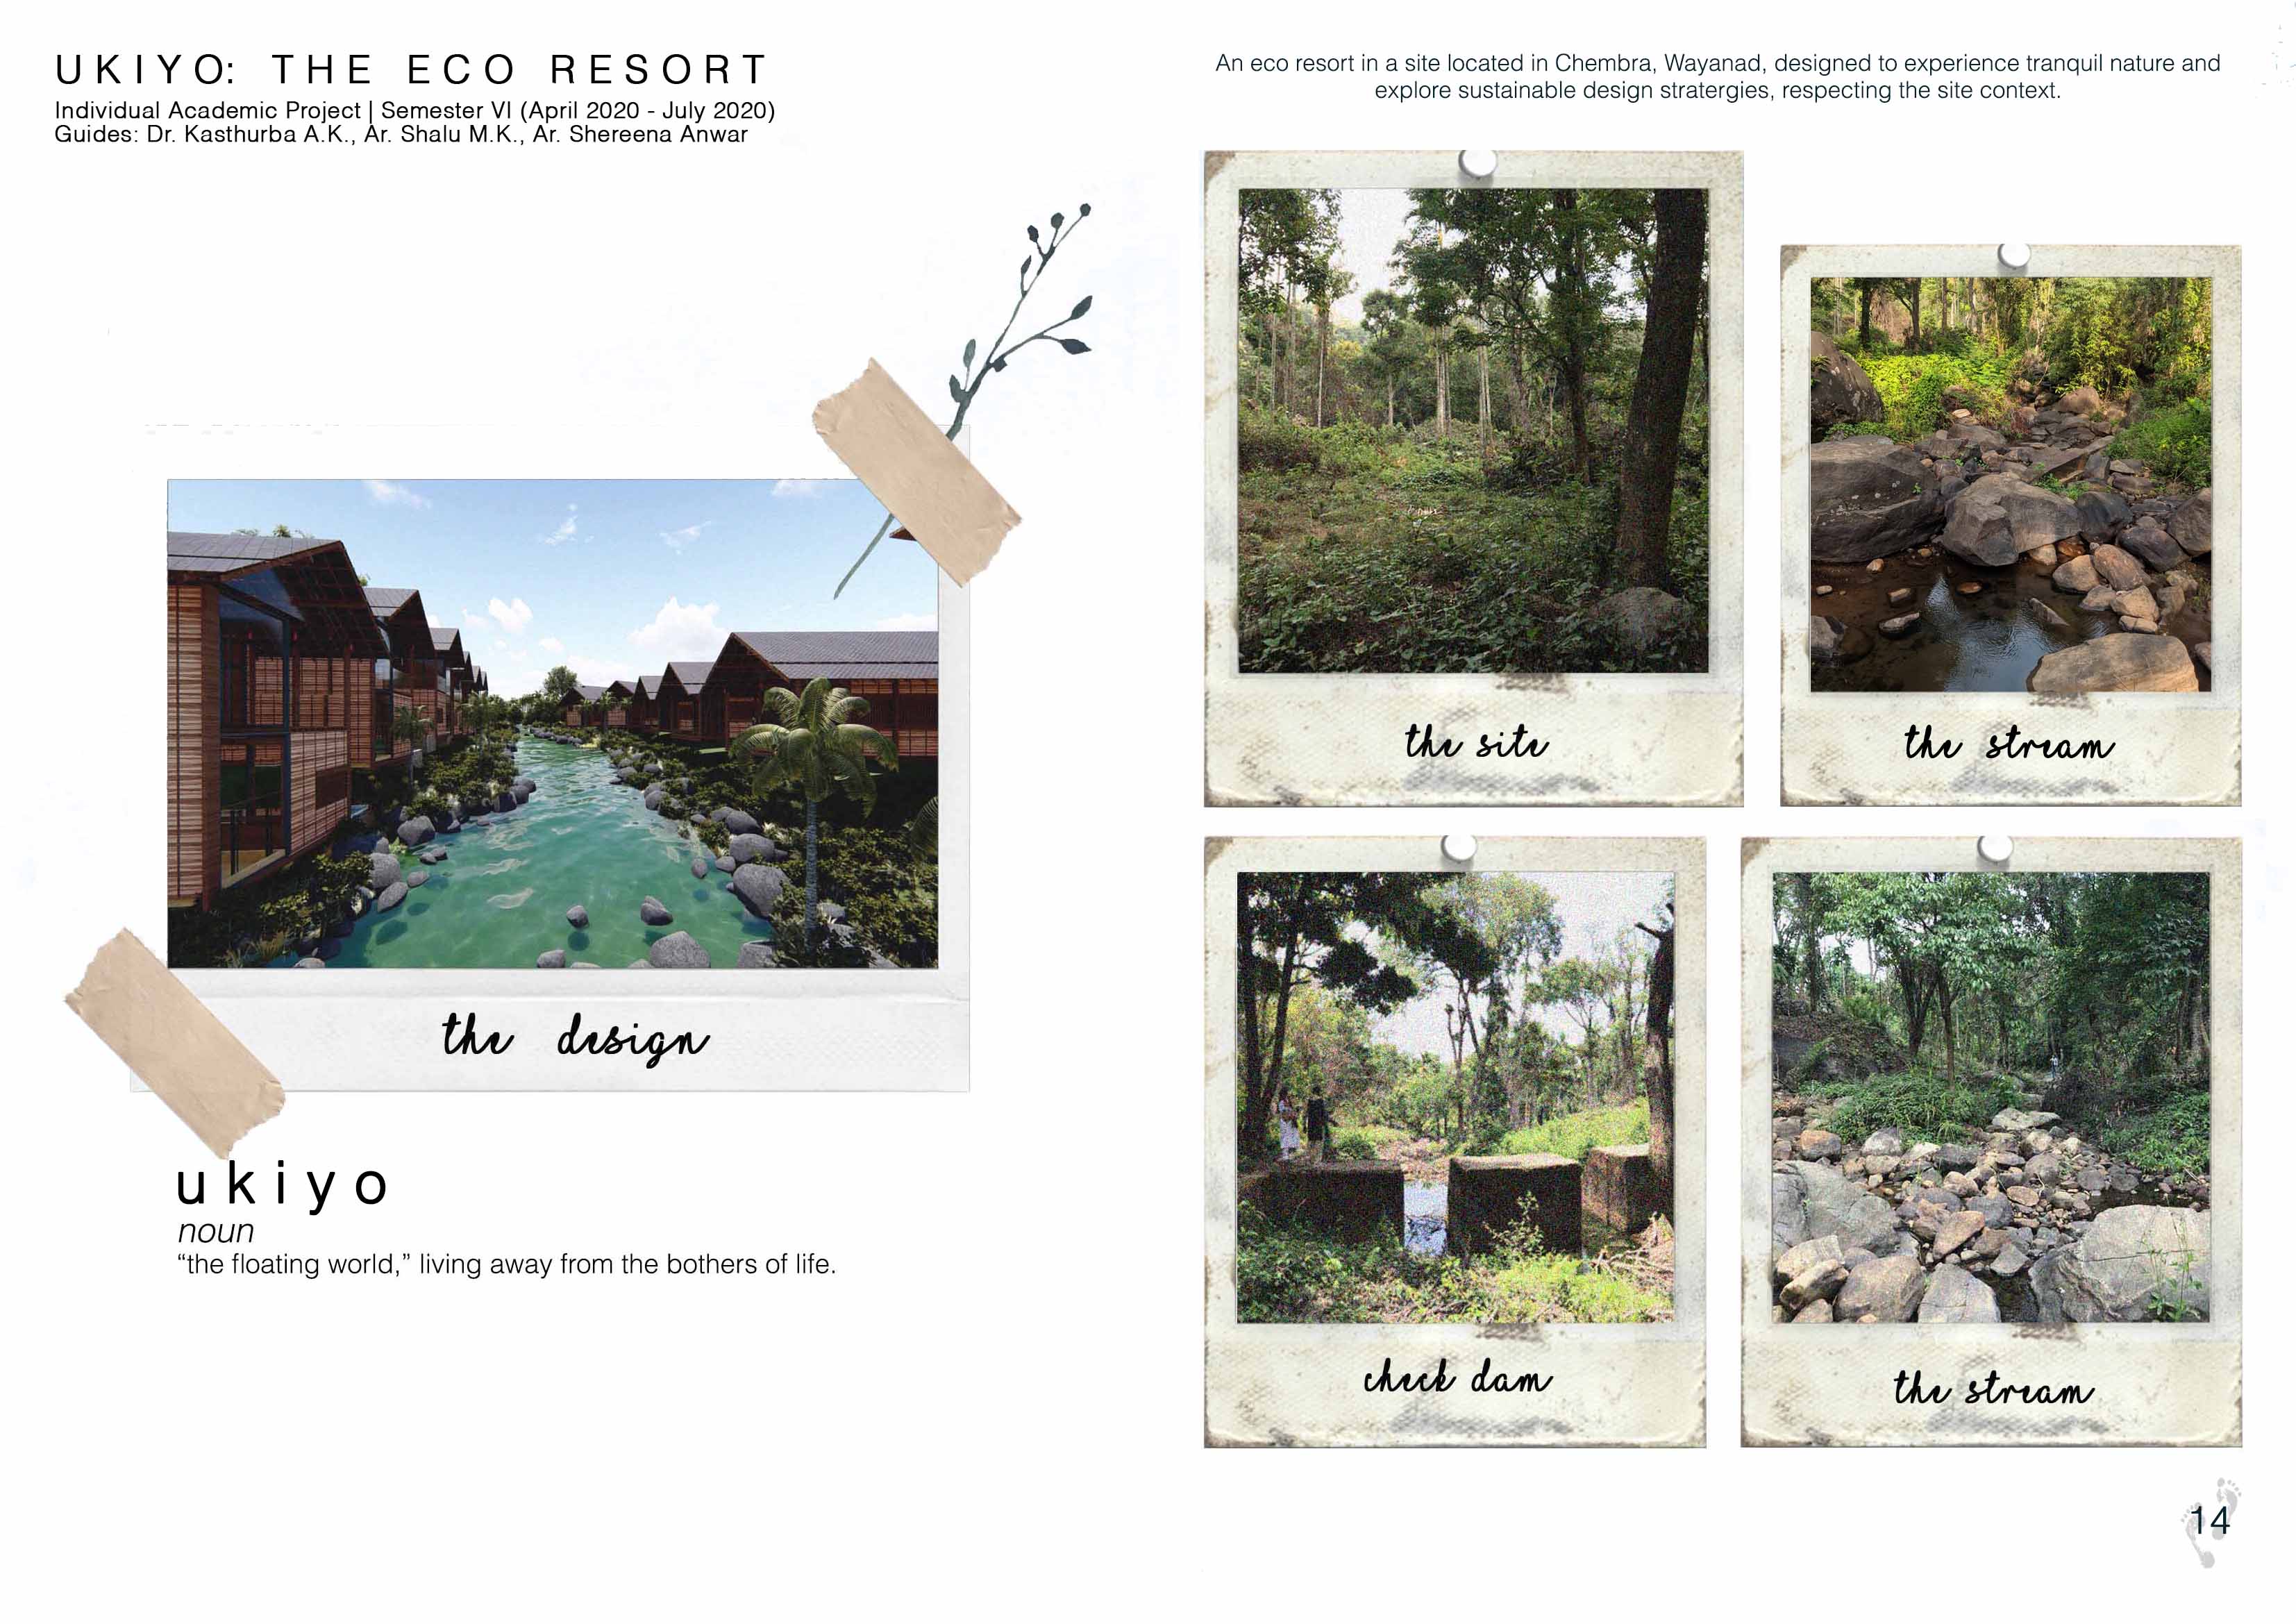 UKIYO: THE ECO RESORT
Individual Academic Project | Semester VI (April 2020 - July 2020)
Guides: Dr. Kasthurba A.K., Ar. Shalu M.K., Ar. Shereena Anwar
the design
ukiyo
noun
“the floating world,” living away from the bothers of life.
An eco resort in a site located in Chembra, Wayanad, designed to experience tranquil nature and
explore sustainable design stratergies, respecting the site context.
the site
the stream
check dam
the stream
14